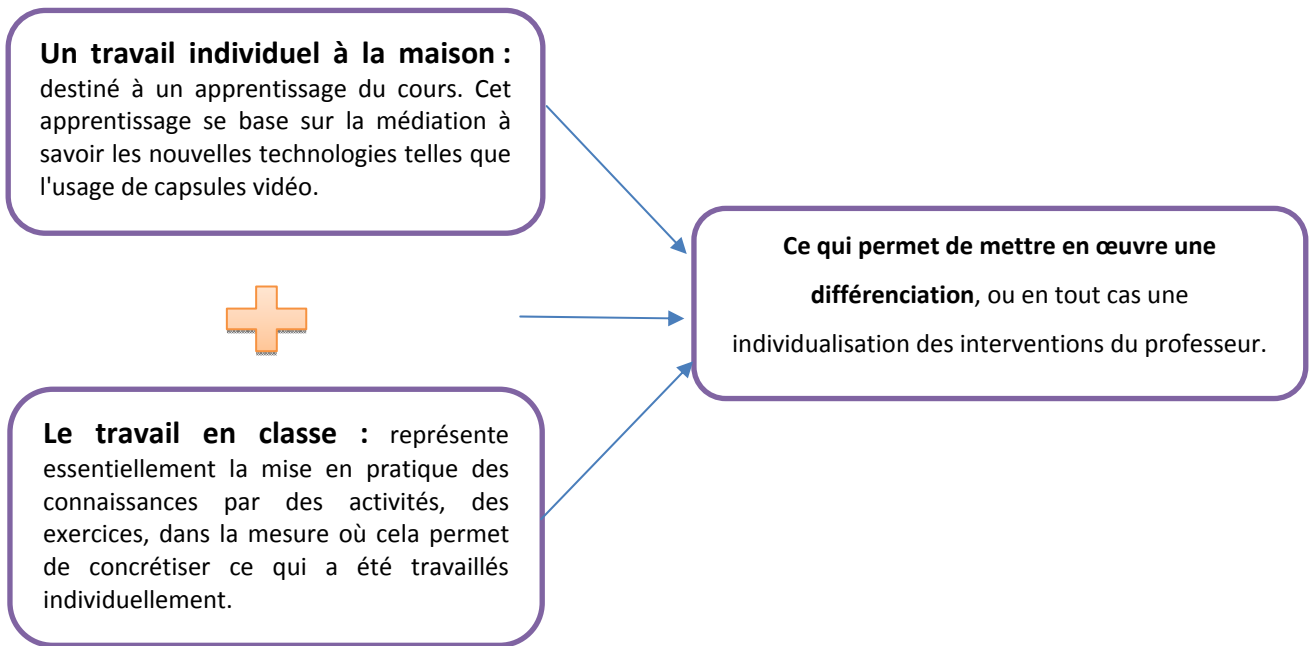 Un travail individuel à la maison :
destiné à un apprentissage du cours. Cet
apprentissage se base sur la médiation à
savoir les nouvelles technologies telles que
l'usage de capsules vidéo.
Ce qui permet de mettre en œuvre une
différenciation, ou en tout cas une
individualisation des interventions du professeur.
Le travail en classe : représente
essentiellement la mise en pratique des
connaissances par des activités, des
exercices, dans la mesure où cela permet
de concrétiser ce qui a été travaillés
individuellement.